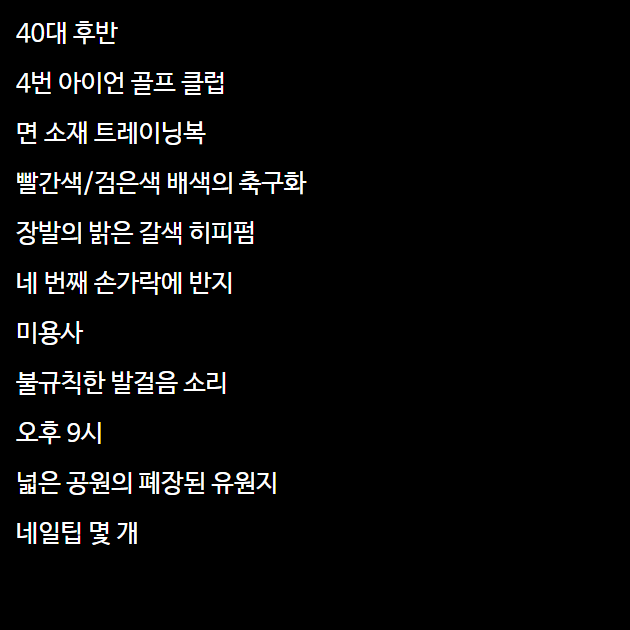 40대 후반
4번 아이언 골프 클럽
면 소재 트레이닝복
빨간색/검은색 배색의 축구화
장발의 밝은 갈색 히피펌
네 번째 손가락에 반지
미용사
불규칙한 발걸음 소리
오후 9시
넓은 공원의 폐장된 유원지
네일팁 몇 개